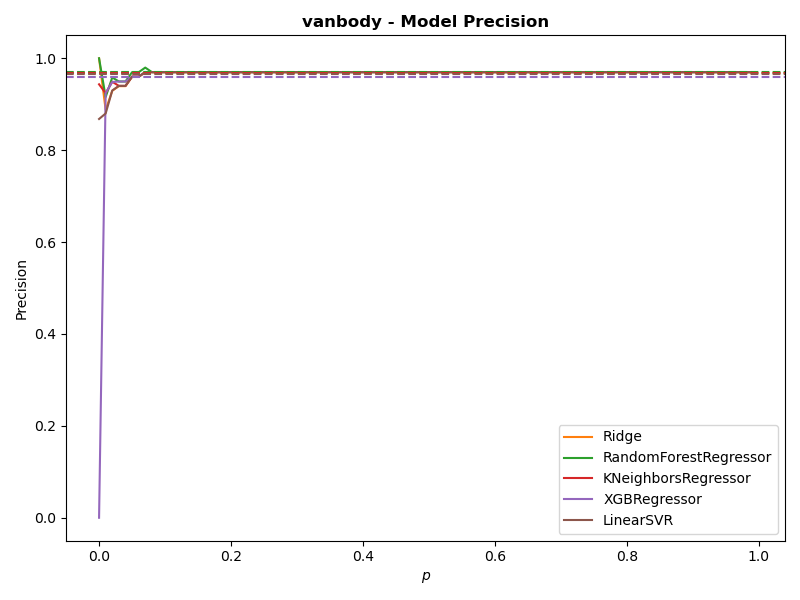 vanbody - Model Precision
Precision
1.0
0.8
0.6
0.4
0.2
0.0
0.0 0.2 0.4 0.6 0.8 1.0
p
Ridge
RandomForestRegressor
KNeighborsRegressor
XGBRegressor
LinearSVR